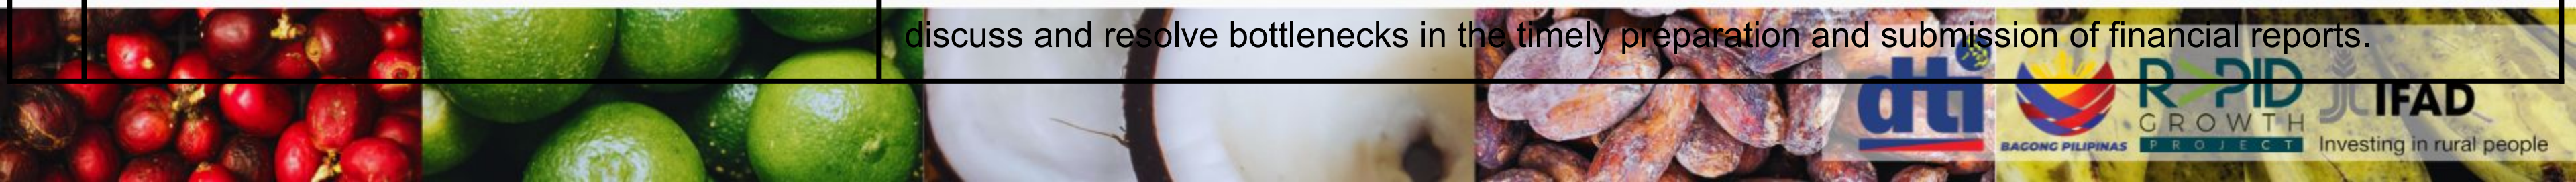 discuss and resolve bottlenecks in the timely preparation and submission of financial reports.
dti
BAGONG PILIPINAS
RAPID
GROWTH
PROJECT
IFAD
Investing in rural people